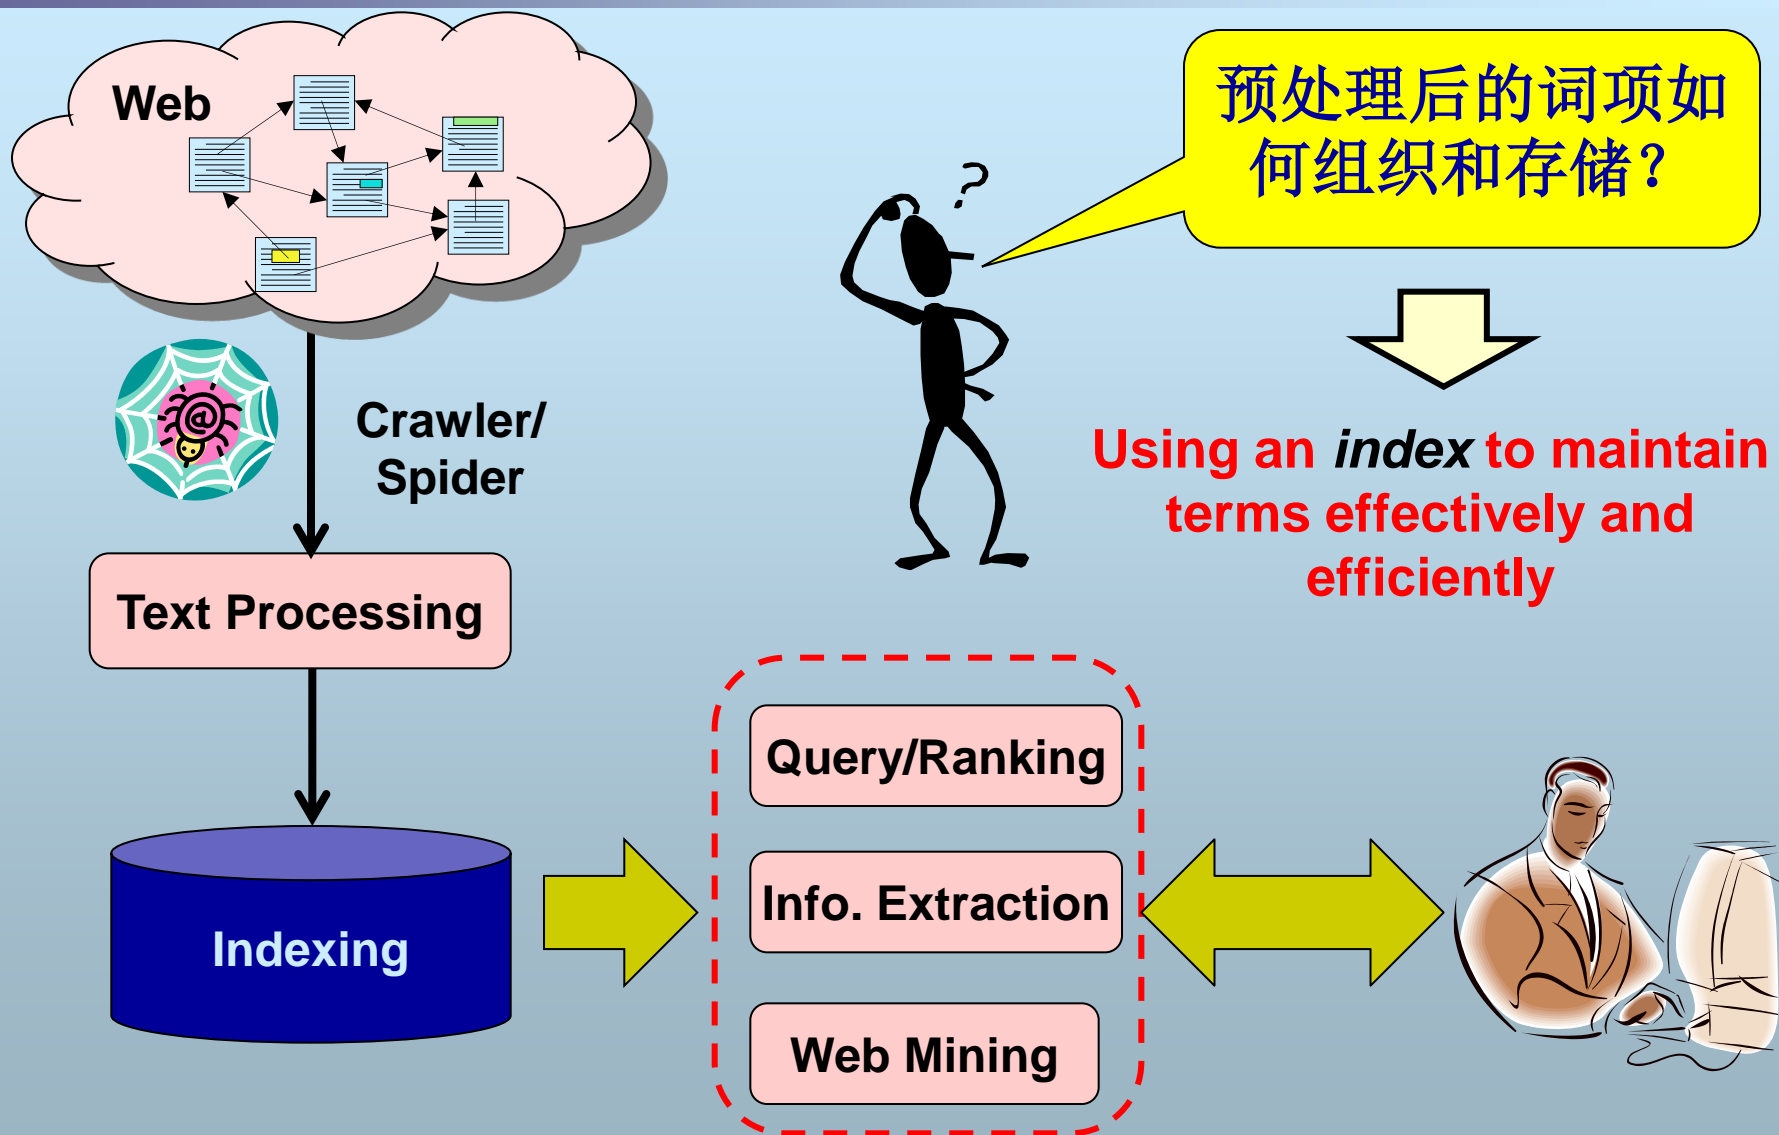 Web
预处理后的词项如
何组织和存储？
?
Crawler/
Spider
@
Using an index to maintain
terms effectively and
efficiently
Text Processing
Query/Ranking
Info. Extraction
Indexing
Web Mining